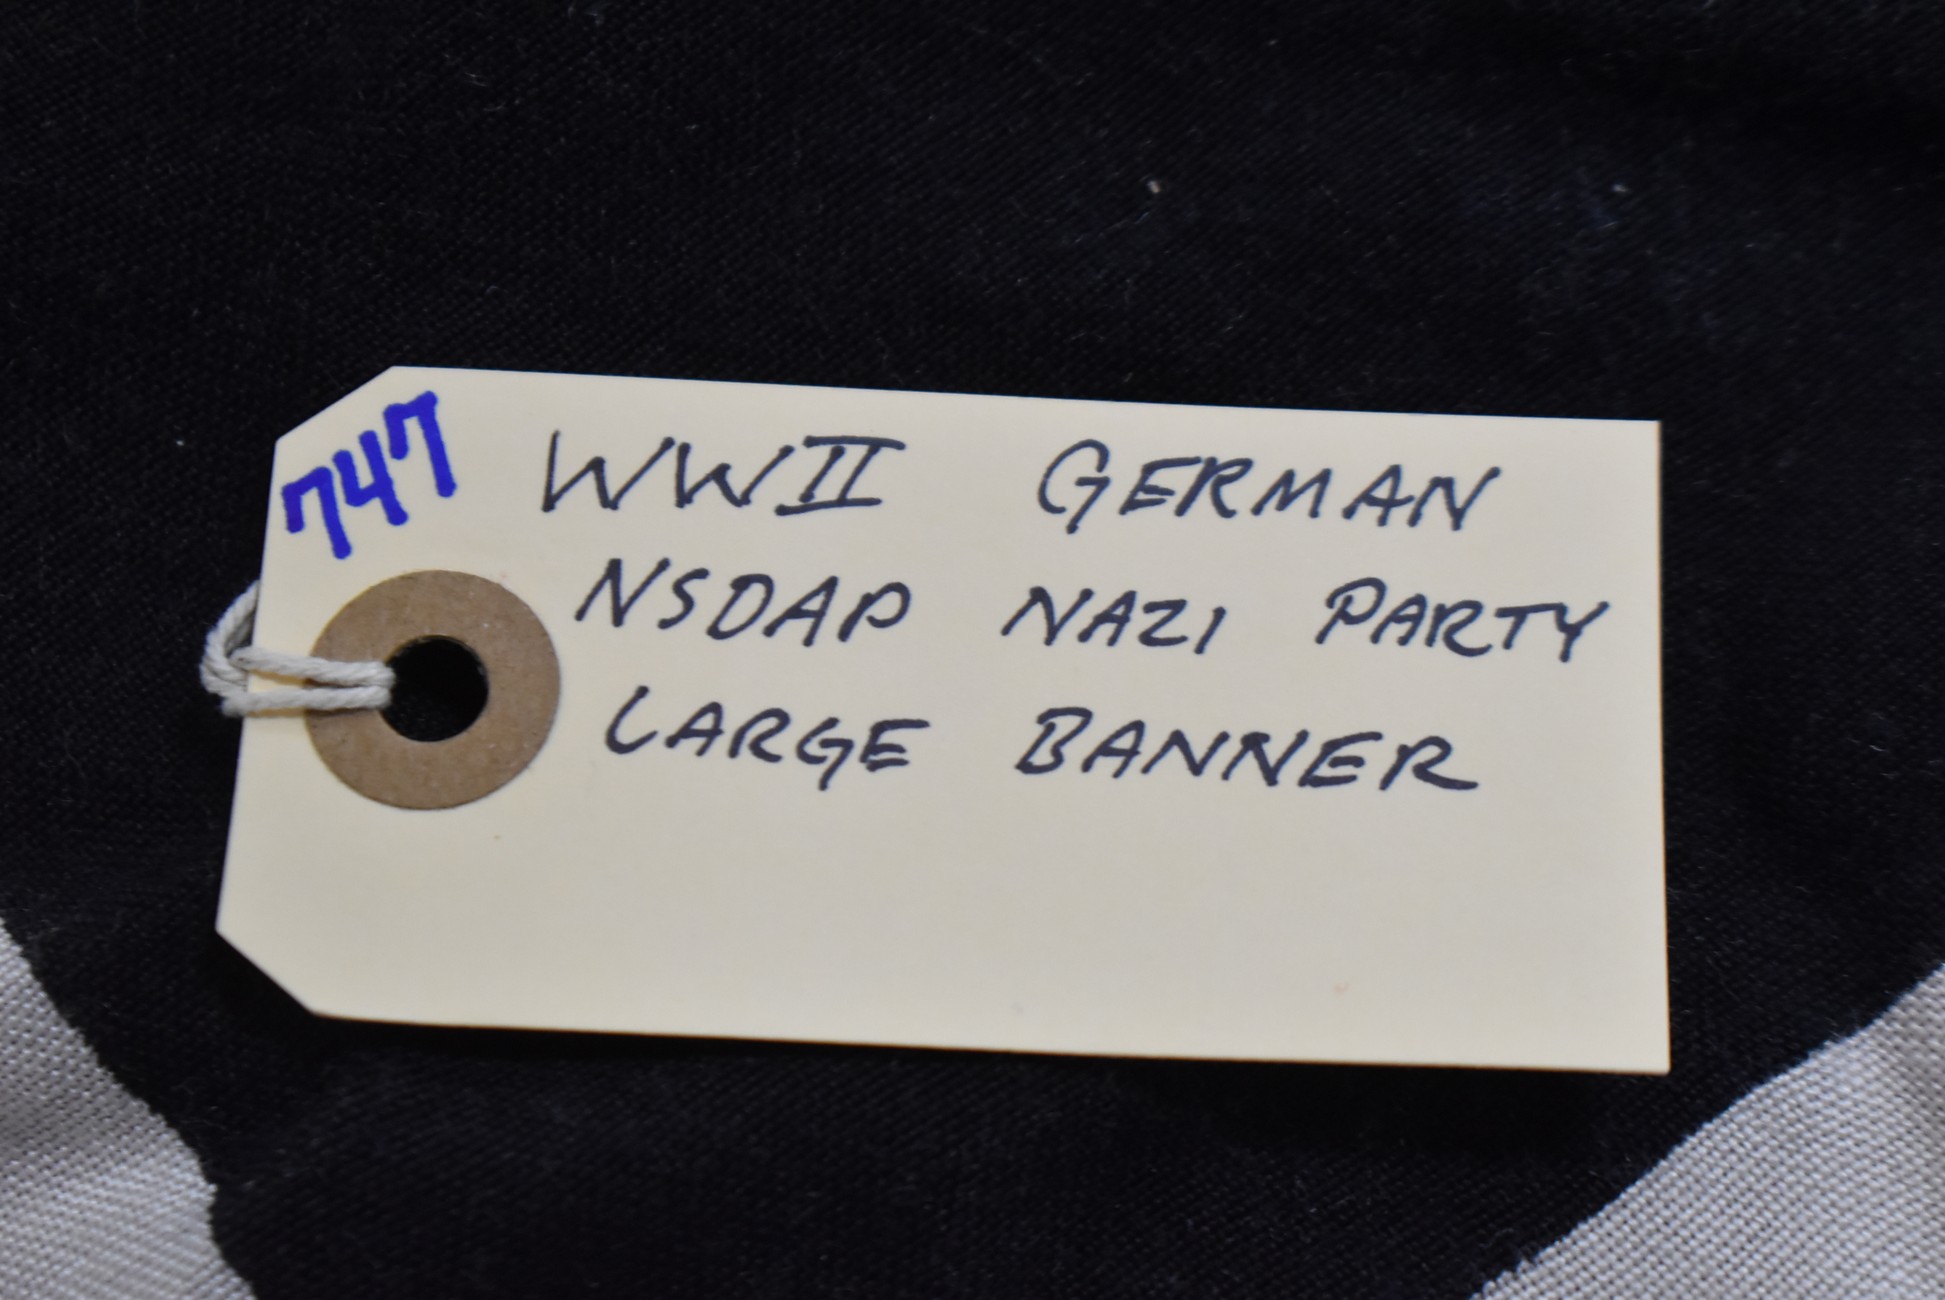 747
WWII GERMAN
NSDAP NAZI PARTY
LARGE BANNER